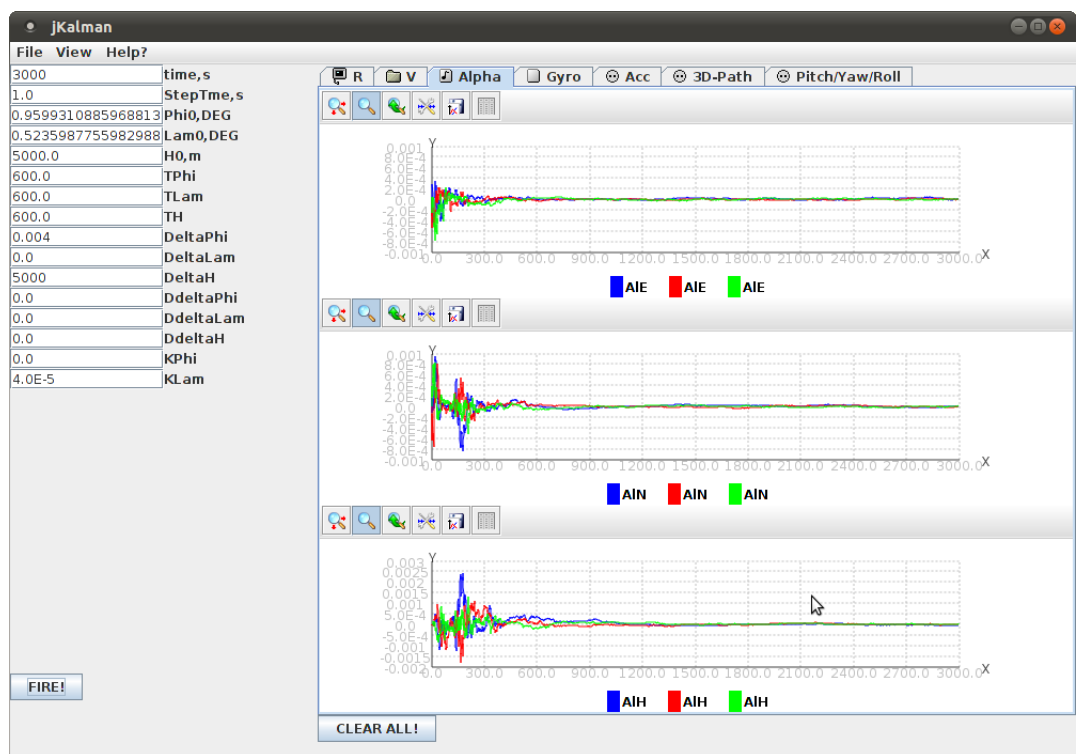 jKalman
File View Help?
3000 time,s
1.0 StepTme,s
0.9599310885968813 Phi0,DEG
0.5235987755982988 Lam0,DEG
5000.0 H0,m
600.0 TPhi
600.0 TLam
600.0 TH
0.004 DeltaPhi
0.0 DeltaLam
5000 DeltaH
0.0 DdeltaPhi
0.0 DdeltaLam
0.0 DdeltaH
0.0 KPhi
4.0E-5 KLam
FIRE!
R V Alpha Gyro Acc 3D-Path Pitch/Yaw/Roll
Y
0.001
8.0E-4
6.0E-4
4.0E-4
2.0E-4
0.0
-2.0E-4
-4.0E-4
-6.0E-4
-8.0E-4
-0.001
0.0 300.0 600.0 900.0 1200.0 1500.0 1800.0 2100.0 2400.0 2700.0 3000.0 X
AlE AlE AlE
Y
0.001
8.0E-4
6.0E-4
4.0E-4
2.0E-4
0.0
-2.0E-4
-4.0E-4
-6.0E-4
-8.0E-4
-0.001
0.0 300.0 600.0 900.0 1200.0 1500.0 1800.0 2100.0 2400.0 2700.0 3000.0 X
AlN AlN AlN
Y
0.003
0.0025
0.002
0.0015
0.001
5.0E-4
0.0
-5.0E-4
-0.001
-0.0015
-0.002
0.0 300.0 600.0 900.0 1200.0 1500.0 1800.0 2100.0 2400.0 2700.0 3000.0 X
AlH AlH AlH
CLEAR ALL!